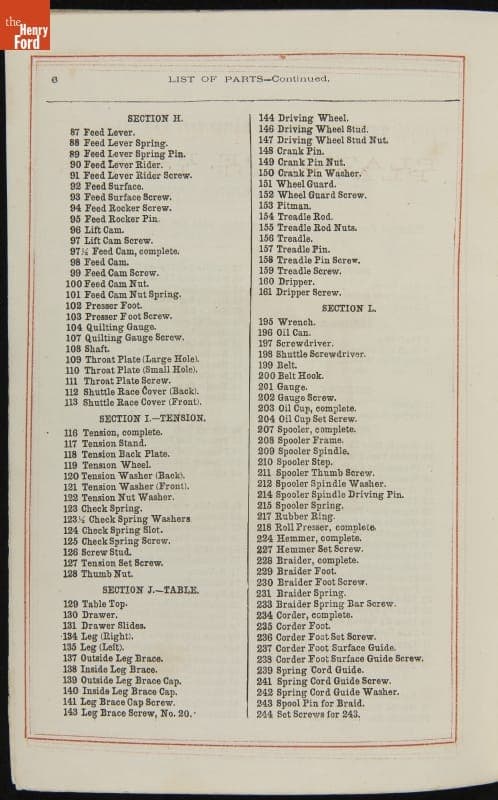 the
Henry
Ford
6
LIST OF PARTS—Continued.
SECTION H.
87 Feed Lever.
88 Feed Lever Spring.
89 Feed Lever Spring Pin.
90 Feed Lever Rider.
91 Feed Lever Rider Screw.
92 Feed Surface.
93 Feed Surface Screw.
94 Feed Rocker Screw.
95 Feed Rocker Pin.
96 Lift Cam.
97 Lift Cam Screw.
97½ Feed Cam, complete.
98 Feed Cam.
99 Feed Cam Screw.
100 Feed Cam Nut.
101 Feed Cam Nut Spring.
102 Presser Foot.
103 Presser Foot Screw.
104 Quilting Gauge.
107 Quilting Gauge Screw.
108 Shaft.
109 Throat Plate (Large Hole).
110 Throat Plate (Small Hole).
111 Throat Plate Screw.
112 Shuttle Race Cover (Back).
113 Shuttle Race Cover (Front).
SECTION I.—TENSION.
116 Tension, complete.
117 Tension Stand.
118 Tension Back Plate.
119 Tension Wheel.
120 Tension Washer (Back).
121 Tension Washer (Front).
122 Tension Nut Washer.
123 Check Spring.
123½ Check Spring Washers
124 Check Spring Slot.
125 Check Spring Screw.
126 Screw Stud.
127 Tension Set Screw.
128 Thumb Nut.
SECTION J.—TABLE.
129 Table Top.
130 Drawer.
131 Drawer Slides.
134 Leg (Right).
135 Leg (Left).
137 Outside Leg Brace.
138 Inside Leg Brace.
139 Outside Leg Brace Cap.
140 Inside Leg Brace Cap.
141 Leg Brace Cap Screw.
143 Leg Brace Screw, No. 20.
144 Driving Wheel.
146 Driving Wheel Stud.
147 Driving Wheel Stud Nut.
148 Crank Pin.
149 Crank Pin Nut.
150 Crank Pin Washer.
151 Wheel Guard.
152 Wheel Guard Screw.
153 Pitman.
154 Treadle Rod.
155 Treadle Rod Nuts.
156 Treadle.
157 Treadle Pin.
158 Treadle Pin Screw.
159 Treadle Screw.
160 Dripper.
161 Dripper Screw.
SECTION L.
195 Wrench.
196 Oil Can.
197 Screwdriver.
198 Shuttle Screwdriver.
199 Belt.
200 Belt Hook.
201 Gauge.
202 Gauge Screw.
203 Oil Cup, complete.
204 Oil Cup Set Screw.
207 Spooler, complete.
208 Spooler Frame.
209 Spooler Spindle.
210 Spooler Step.
211 Spooler Thumb Screw.
212 Spooler Spindle Washer.
214 Spooler Spindle Driving Pin.
215 Spooler Spring.
217 Rubber Ring.
218 Roll Presser, complete.
224 Hemmer, complete.
227 Hemmer Set Screw.
228 Braider, complete.
229 Braider Foot.
230 Braider Foot Screw.
231 Braider Spring.
233 Braider Spring Bar Screw.
234 Corder, complete.
235 Corder Foot.
236 Corder Foot Set Screw.
237 Corder Foot Surface Guide.
238 Corder Foot Surface Guide Screw.
239 Spring Cord Guide.
241 Spring Cord Guide Screw.
242 Spring Cord Guide Washer.
243 Spool Pin for Braid.
244 Set Screws for 243.